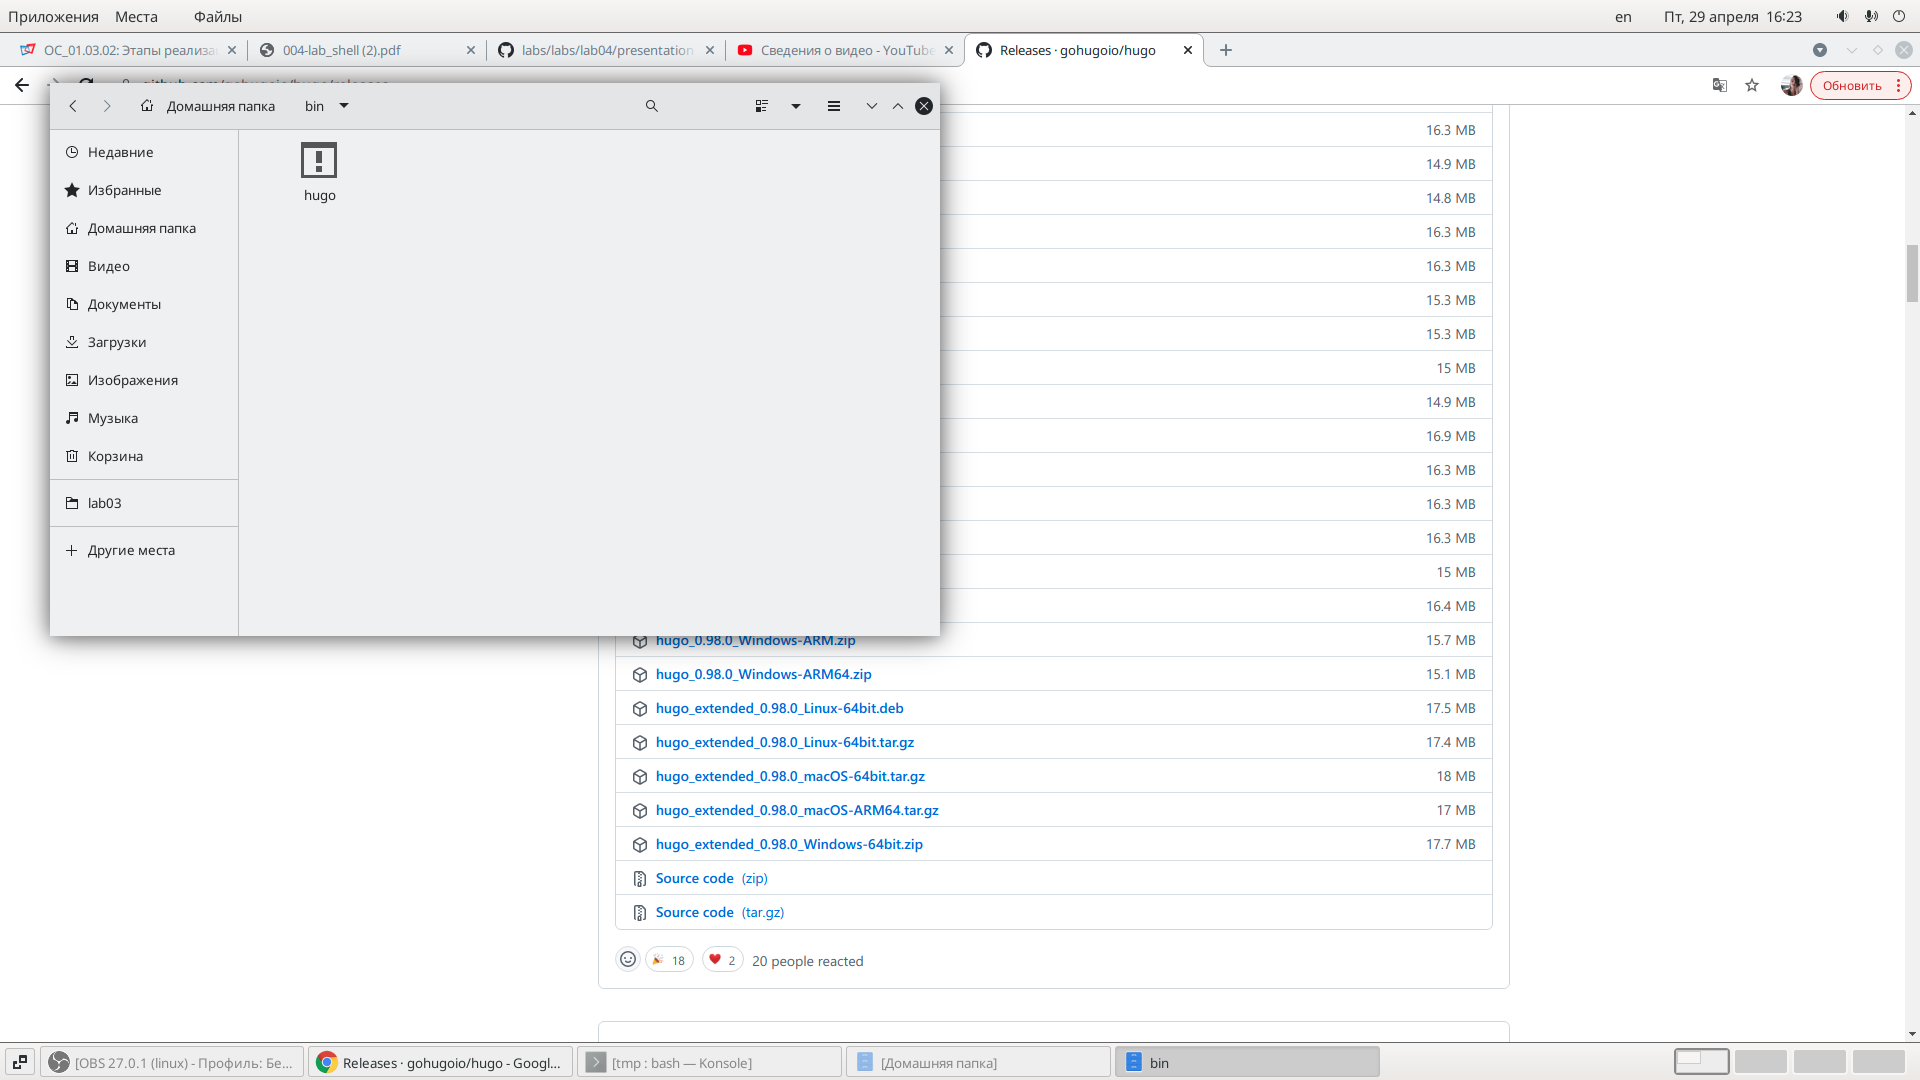 Приложения Места Файлы en Пт, 29 апреля 16:23
ОС_01.03.02: Этапы реализа 004-lab_shell (2).pdf labs/labs/lab04/presentation Сведения о видео - YouTube Releases · gohugoio/hugo
Обновить
Домашняя папка bin
Недавние
Избранные
Домашняя папка
Видео
Документы
Загрузки
Изображения
Музыка
Корзина
lab03
Другие места
hugo
16.3 MB
14.9 MB
14.8 MB
16.3 MB
16.3 MB
15.3 MB
15.3 MB
15 MB
14.9 MB
16.9 MB
16.3 MB
16.3 MB
16.3 MB
15 MB
16.4 MB
hugo_0.98.0_Windows-ARM.zip 15.7 MB
hugo_0.98.0_Windows-ARM64.zip 15.1 MB
hugo_extended_0.98.0_Linux-64bit.deb 17.5 MB
hugo_extended_0.98.0_Linux-64bit.tar.gz 17.4 MB
hugo_extended_0.98.0_macOS-64bit.tar.gz 18 MB
hugo_extended_0.98.0_macOS-ARM64.tar.gz 17 MB
hugo_extended_0.98.0_Windows-64bit.zip 17.7 MB
Source code (zip)
Source code (tar.gz)
18 2 20 people reacted
[OBS 27.0.1 (linux) - Профиль: Бе... Releases · gohugoio/hugo - Googl... [tmp : bash — Konsole] [Домашняя папка] bin